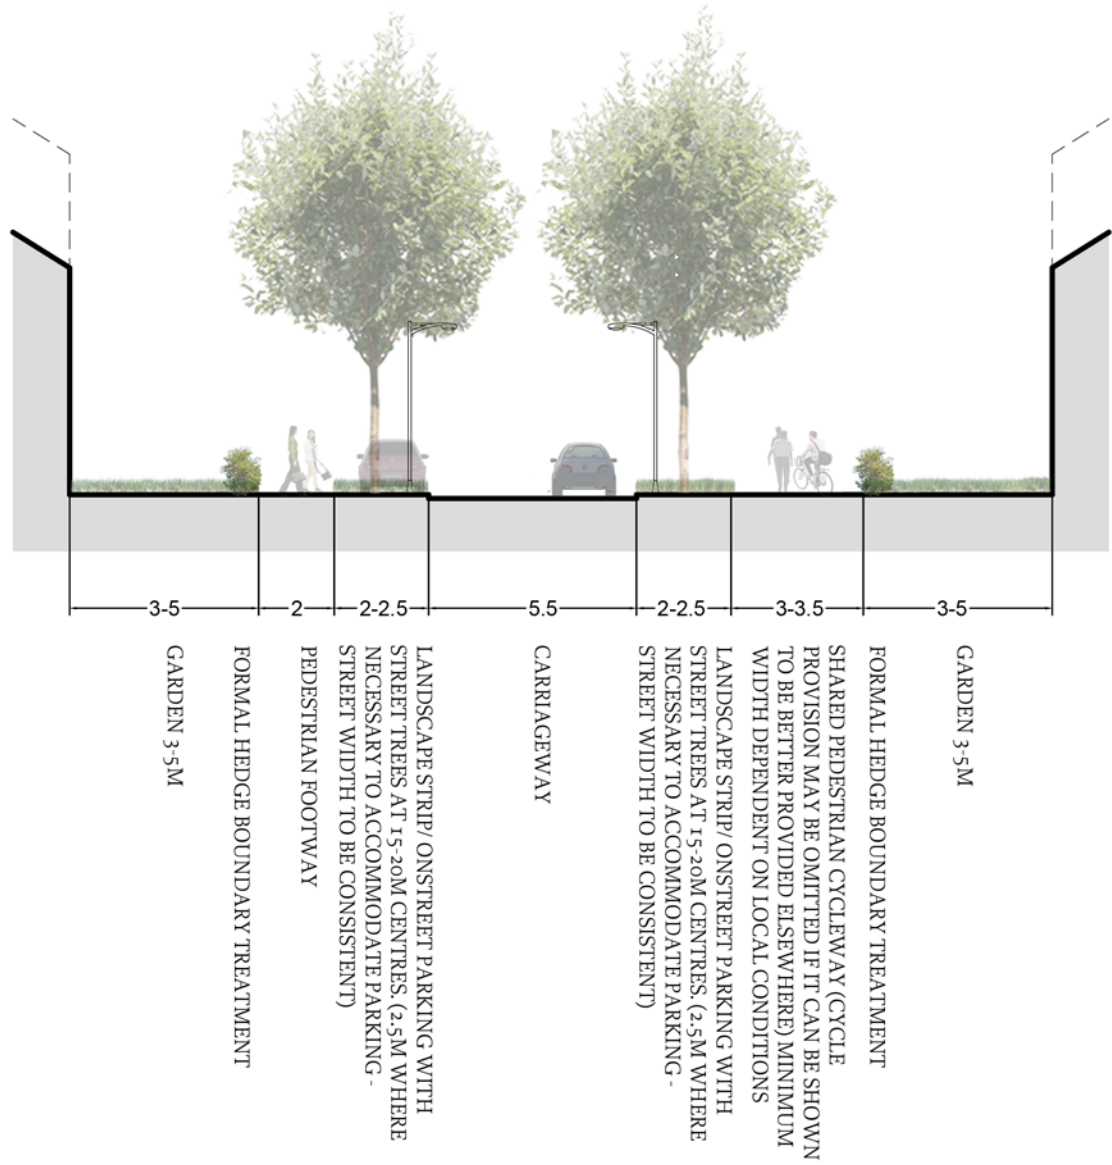 3-5
2
2-2.5
5.5
2-2.5
3-3.5
3-5
GARDEN 3-5M
FORMAL HEDGE BOUNDARY TREATMENT
PEDESTRIAN FOOTWAY
LANDSCAPE STRIP/ ONSTREET PARKING WITH
STREET TREES AT 15-20M CENTRES. (2.5M WHERE
NECESSARY TO ACCOMMODATE PARKING -
STREET WIDTH TO BE CONSISTENT)
CARRIAGEWAY
LANDSCAPE STRIP/ ONSTREET PARKING WITH
STREET TREES AT 15-20M CENTRES. (2.5M WHERE
NECESSARY TO ACCOMMODATE PARKING -
STREET WIDTH TO BE CONSISTENT)
SHARED PEDESTRIAN CYCLEWAY (CYCLE
PROVISION MAY BE OMITTED IF IT CAN BE SHOWN
TO BE BETTER PROVIDED ELSEWHERE) MINIMUM
WIDTH DEPENDENT ON LOCAL CONDITIONS
FORMAL HEDGE BOUNDARY TREATMENT
GARDEN 3-5M